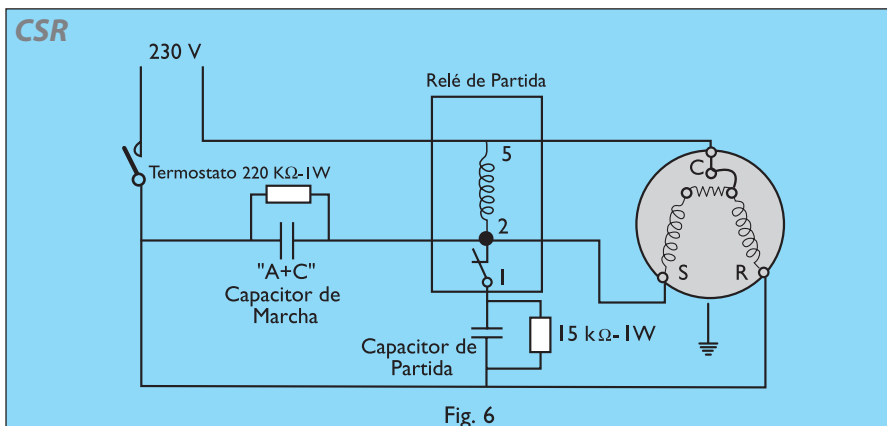 CSR
230 V
Relé de Partida
5
C
Termostato 220 KΩ-1W
2
S
R
1
"A+C"
Capacitor de
Marcha
Capacitor de
Partida
15 kΩ-1W
Fig. 6